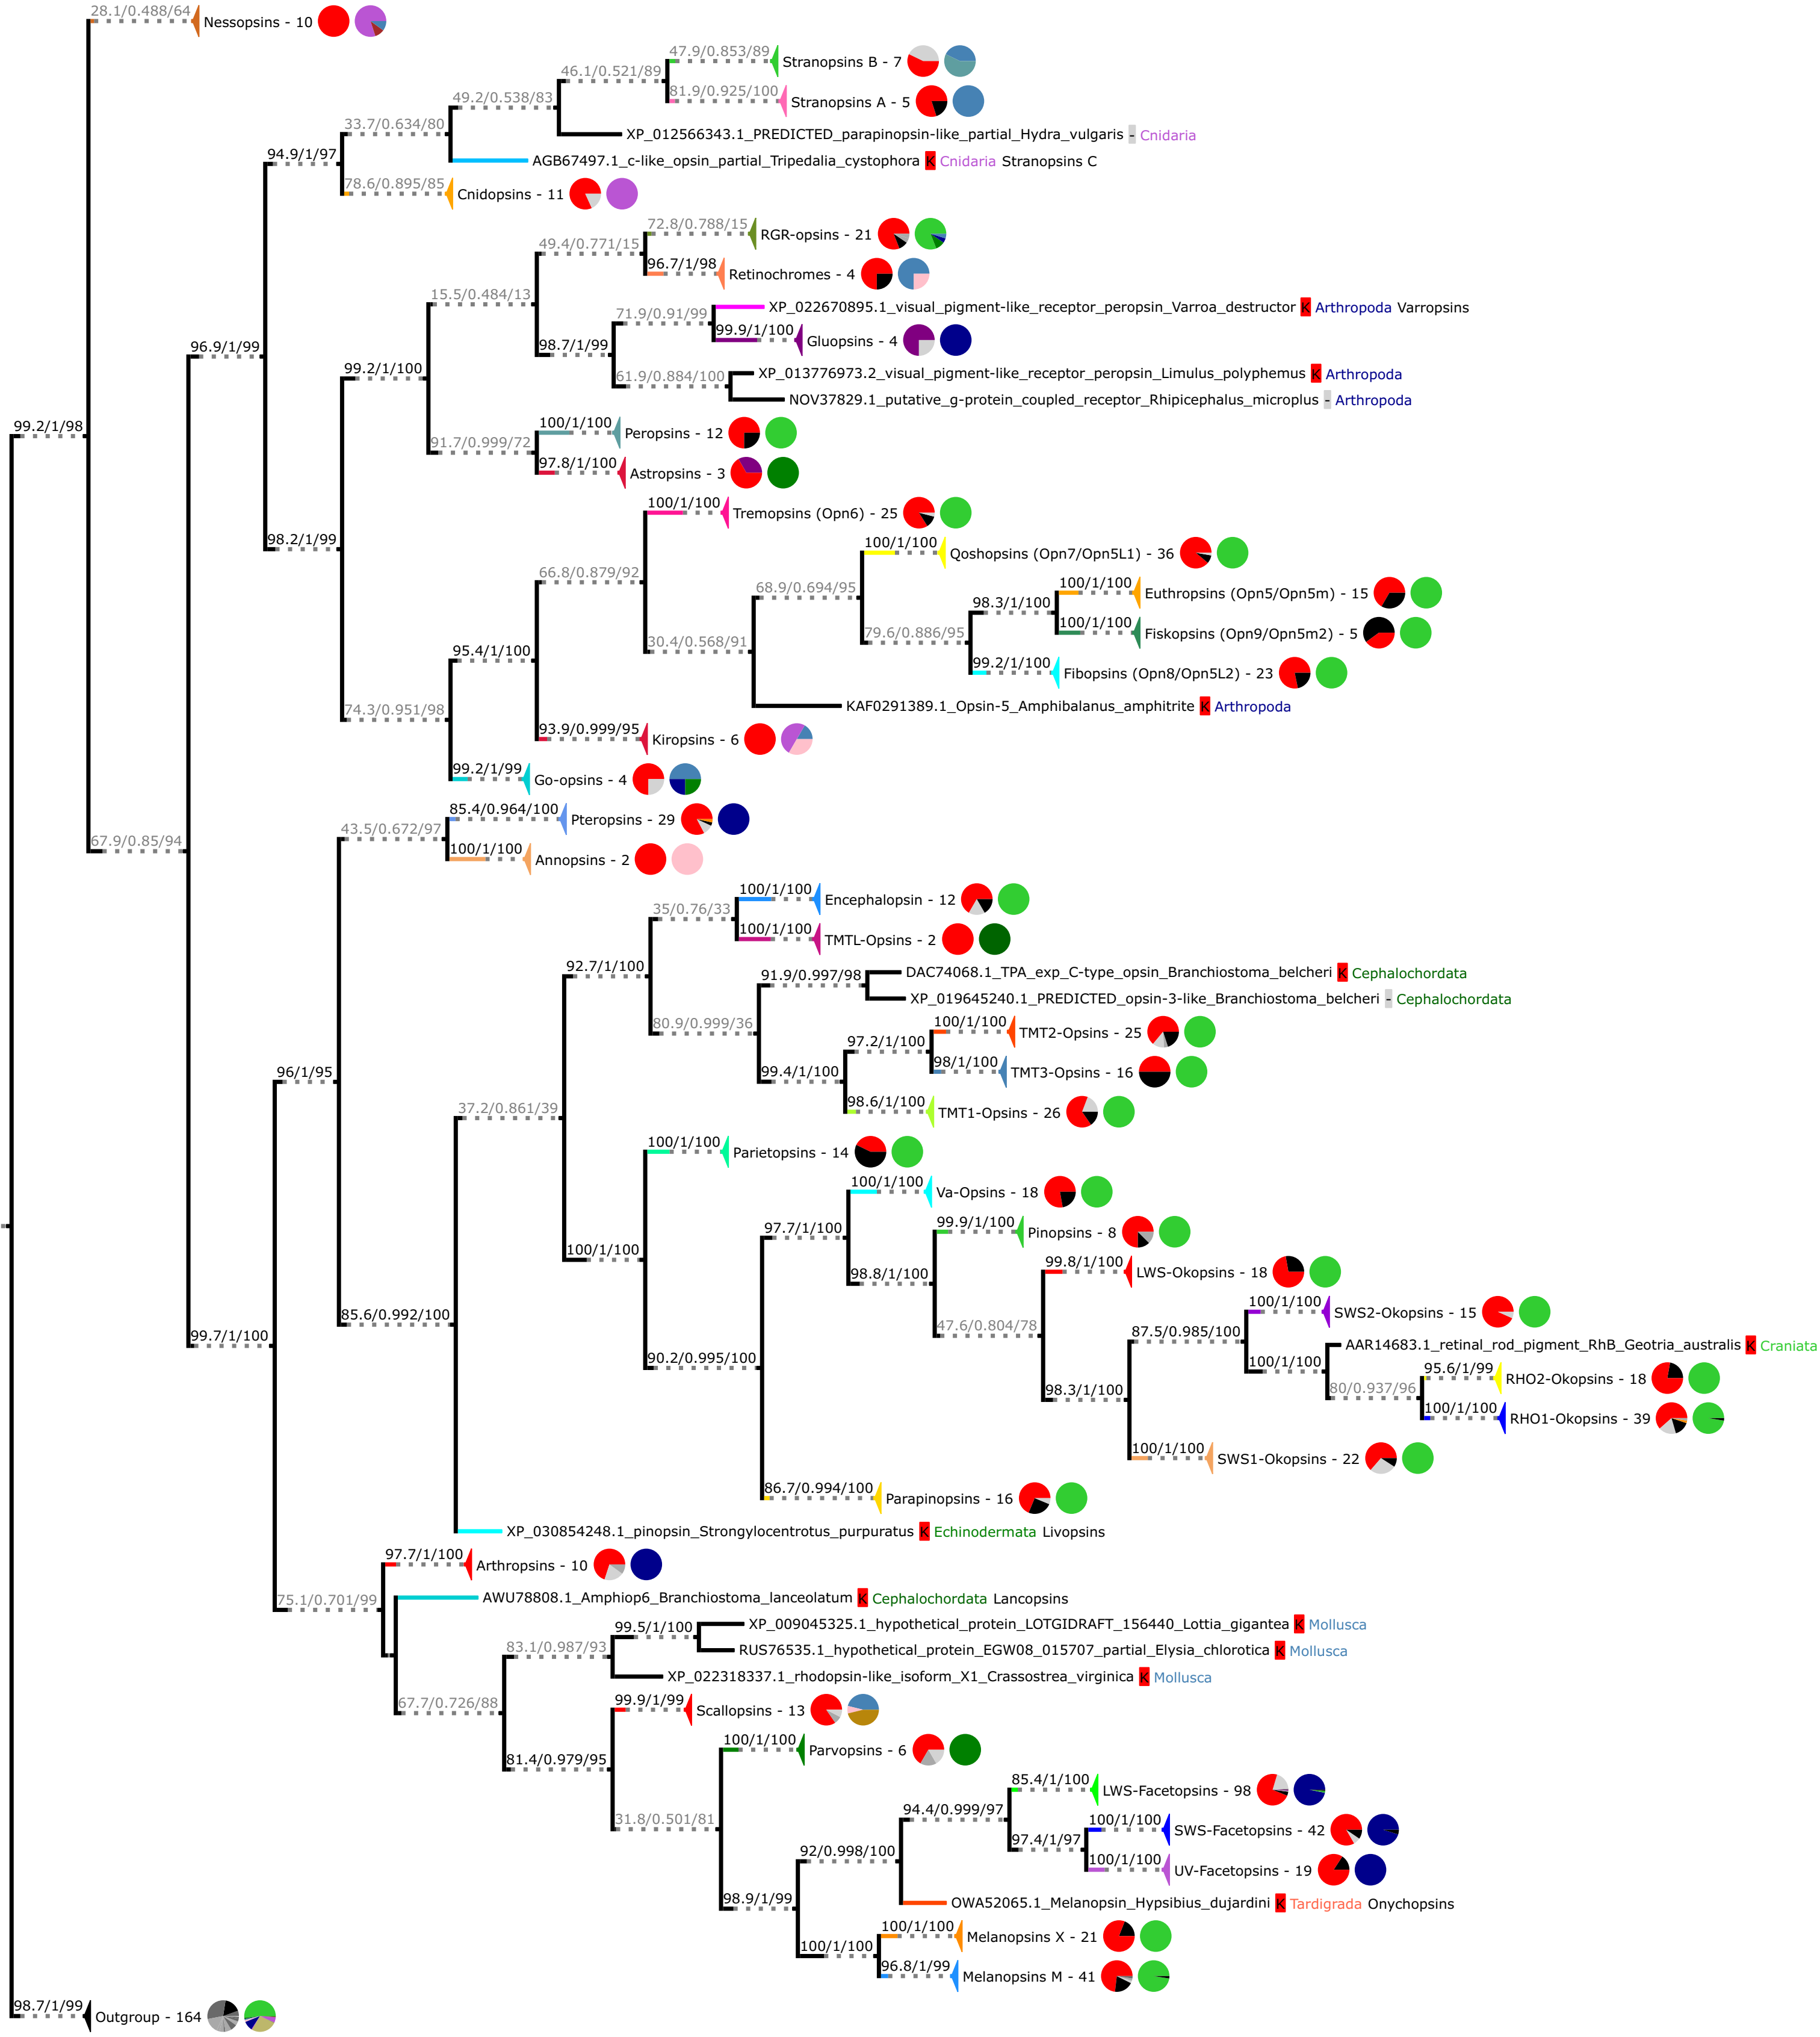 28.1/0.488/64
Nessopsins - 10
47.9/0.853/89
Stranopsins B - 7
46.1/0.521/89
81.9/0.925/100
Stranopsins A - 5
49.2/0.538/83
33.7/0.634/80
XP_012566343.1_PREDICTED_parapinopsin-like_partial_Hydra_vulgaris - Cnidaria
94.9/1/97
AGB67497.1_c-like_opsin_partial_Tripedalia_cystophora K Cnidaria Stranopsins C
78.6/0.895/85
Cnidopsins - 11
72.8/0.788/15
RGR-opsins - 21
49.4/0.771/15
96.7/1/98
Retinochromes - 4
15.5/0.484/13
XP_022670895.1_visual_pigment-like_receptor_peropsin_Varroa_destructor K Arthropoda Varropsins
71.9/0.91/99
99.9/1/100
Gluopsins - 4
98.7/1/99
96.9/1/99
99.2/1/100
XP_013776973.2_visual_pigment-like_receptor_peropsin_Limulus_polyphemus K Arthropoda
61.9/0.884/100
NOV37829.1_putative_g-protein_coupled_receptor_Rhipicephalus_microplus - Arthropoda
100/1/100
Peropsins - 12
99.2/1/98
91.7/0.999/72
97.8/1/100
Astropsins - 3
100/1/100
Tremopsins (Opn6) - 25
98.2/1/99
100/1/100
Qoshopsins (Opn7/Opn5L1) - 36
66.8/0.879/92
68.9/0.694/95
100/1/100
Euthropsins (Opn5/Opn5m) - 15
98.3/1/100
100/1/100
Fiskopsins (Opn9/Opn5m2) - 5
79.6/0.886/95
30.4/0.568/91
95.4/1/100
99.2/1/100
Fibopsins (Opn8/Opn5L2) - 23
KAF0291389.1_Opsin-5_Amphibalanus_amphitrite K Arthropoda
74.3/0.951/98
93.9/0.999/95
Kiropsins - 6
99.2/1/99
Go-opsins - 4
85.4/0.964/100
Pteropsins - 29
67.9/0.85/94
43.5/0.672/97
100/1/100
Annopsins - 2
100/1/100
Encephalopsin - 12
35/0.76/33
100/1/100
TMTL-Opsins - 2
92.7/1/100
91.9/0.997/98
DAC74068.1_TPA_exp_C-type_opsin_Branchiostoma_belcheri K Cephalochordata
XP_019645240.1_PREDICTED_opsin-3-like_Branchiostoma_belcheri - Cephalochordata
80.9/0.999/36
100/1/100
TMT2-Opsins - 25
97.2/1/100
98/1/100
TMT3-Opsins - 16
96/1/95
99.4/1/100
98.6/1/100
TMT1-Opsins - 26
37.2/0.861/39
100/1/100
Parietopsins - 14
100/1/100
Va-Opsins - 18
99.9/1/100
Pinopsins - 8
97.7/1/100
100/1/100
99.8/1/100
LWS-Okopsins - 18
98.8/1/100
100/1/100
SWS2-Okopsins - 15
85.6/0.992/100
47.6/0.804/78
87.5/0.985/100
99.7/1/100
AAR14683.1_retinal_rod_pigment_RhB_Geotria_australis K Craniata
90.2/0.995/100
100/1/100
95.6/1/99
RHO2-Okopsins - 18
80/0.937/96
98.3/1/100
100/1/100
RHO1-Okopsins - 39
100/1/100
SWS1-Okopsins - 22
86.7/0.994/100
Parapinopsins - 16
XP_030854248.1_pinopsin_Strongylocentrotus_purpuratus K Echinodermata Livopsins
97.7/1/100
Arthropsins - 10
75.1/0.701/99
AWU78808.1_Amphiop6_Branchiostoma_lanceolatum K Cephalochordata Lancopsins
XP_009045325.1_hypothetical_protein_LOTGIDRAFT_156440_Lottia_gigantea K Mollusca
99.5/1/100
83.1/0.987/93
RUS76535.1_hypothetical_protein_EGW08_015707_partial_Elysia_chlorotica K Mollusca
XP_022318337.1_rhodopsin-like_isoform_X1_Crassostrea_virginica K Mollusca
67.7/0.726/88
99.9/1/99
Scallopsins - 13
100/1/100
Parvopsins - 6
81.4/0.979/95
85.4/1/100
LWS-Facetopsins - 98
31.8/0.501/81
94.4/0.999/97
100/1/100
SWS-Facetopsins - 42
97.4/1/97
92/0.998/100
100/1/100
UV-Facetopsins - 19
98.9/1/99
OWA52065.1_Melanopsin_Hypsibius_dujardini K Tardigrada Onychopsins
100/1/100
Melanopsins X - 21
100/1/100
96.8/1/99
Melanopsins M - 41
98.7/1/99
Outgroup - 164